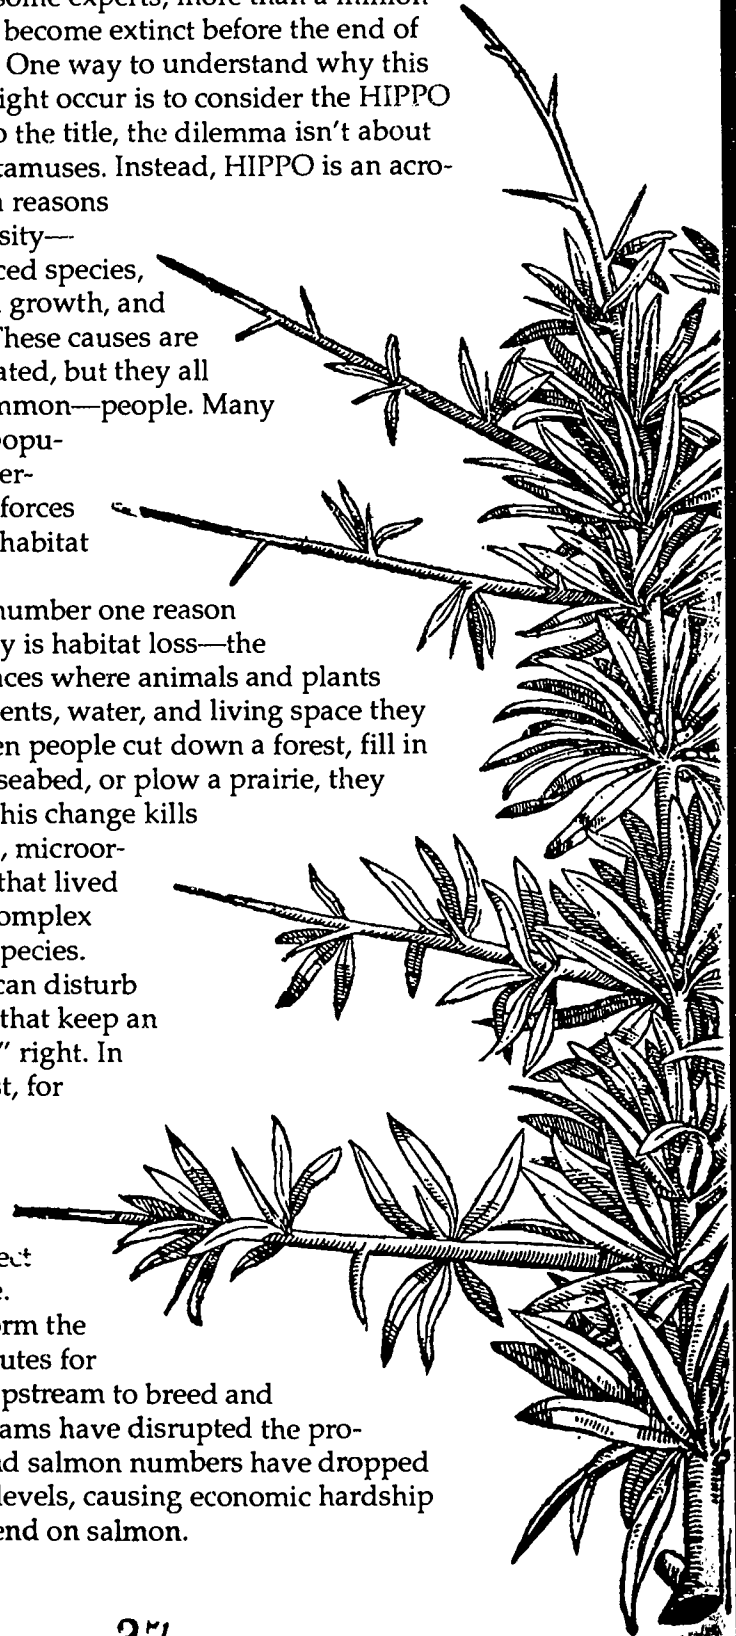 some experts, more than a million
become extinct before the end of
One way to understand why this
ight occur is to consider the HIPPO
o the title, the dilemma isn't about
tamuses. Instead, HIPPO is an acro-
n reasons
sity—
ced species,
growth, and
These causes are
ated, but they all
mmon—people. Many
popu-
er-
forces
habitat
number one reason
y is habitat loss—the
aces where animals and plants
ents, water, and living space they
en people cut down a forest, fill in
seabed, or plow a prairie, they
his change kills
, microor-
that lived
omplex
pecies.
can disturb
that keep an
" right. In
t, for
ect
e.
orm the
utes for
pstream to breed and
ams have disrupted the pro-
d salmon numbers have dropped
levels, causing economic hardship
end on salmon.